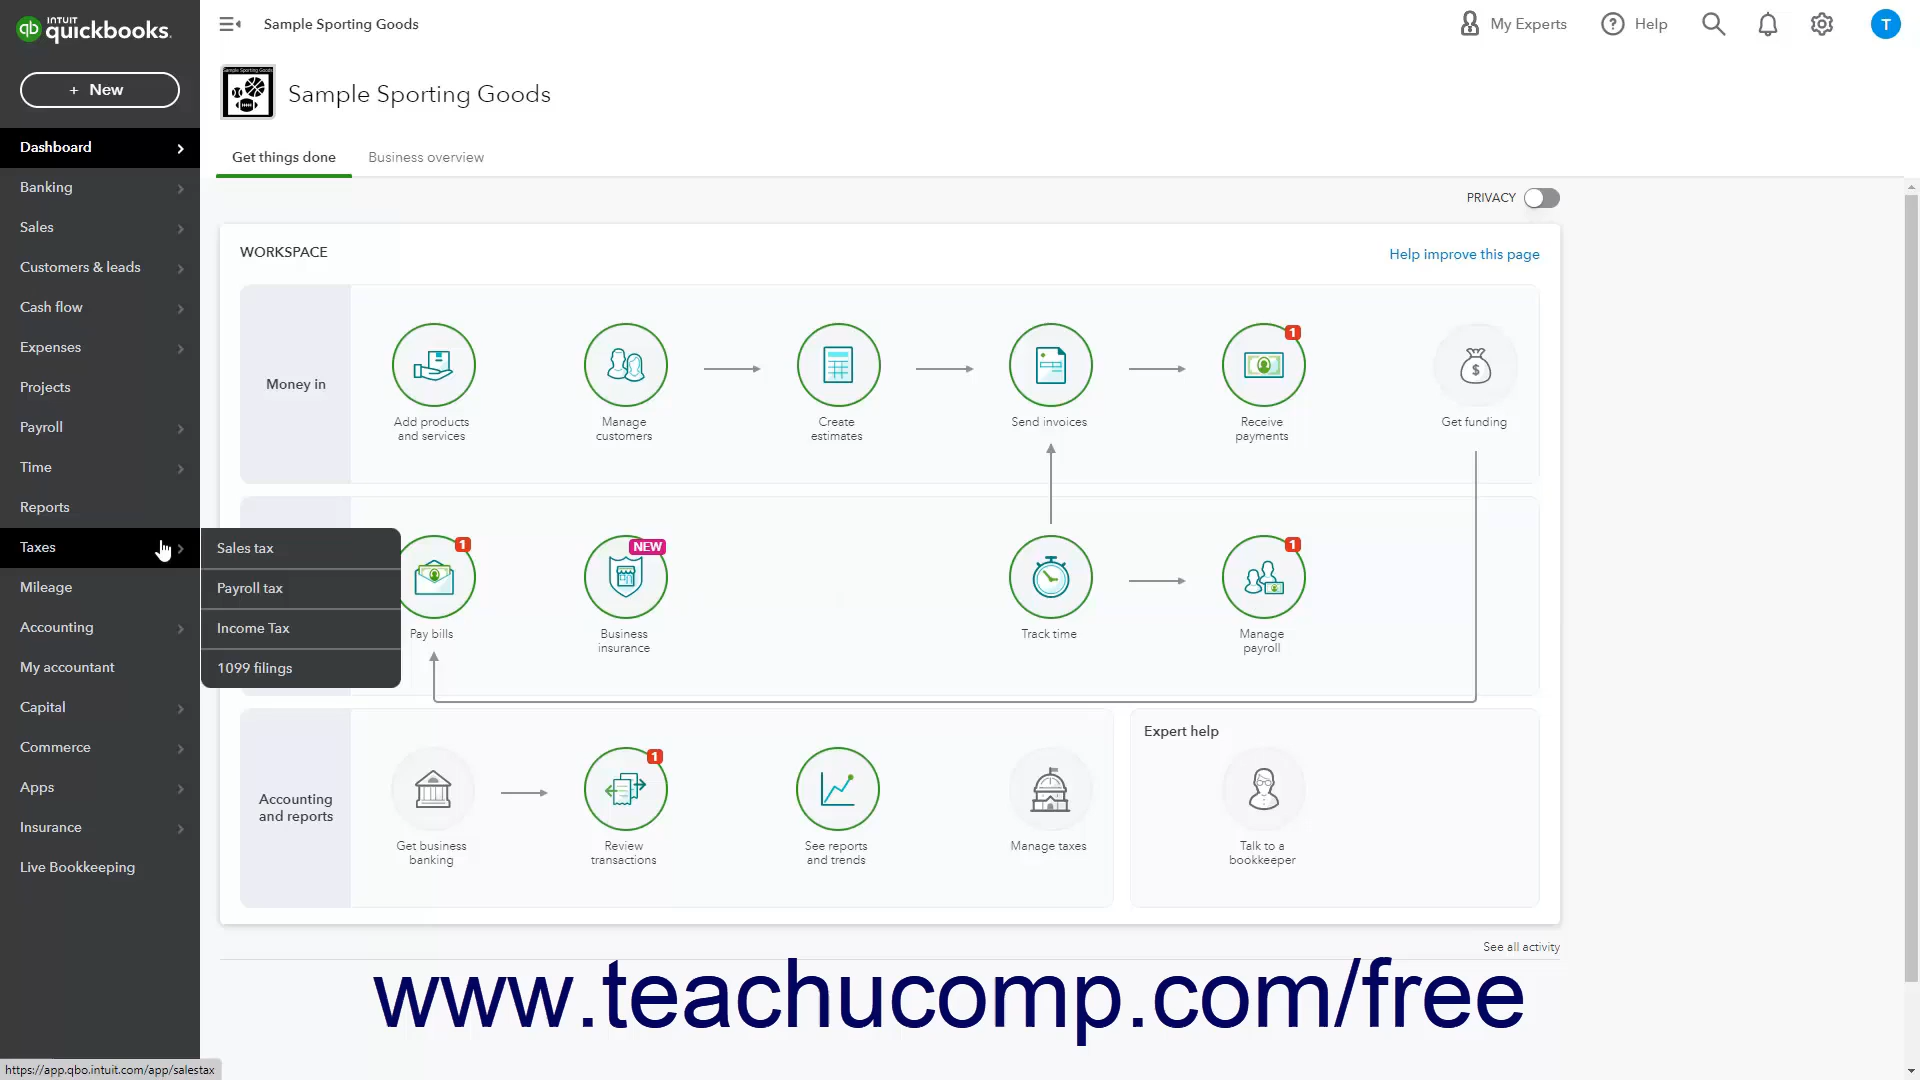 INTUIT
quickbooks.
qb
Sample Sporting Goods
My Experts
Help
T
+ New
Sample Sporting Goods
Sample Sporting Goods
Get things done
Business overview
PRIVACY
Dashboard
Banking
Sales
Customers & leads
Cash flow
Expenses
Projects
Payroll
Time
Reports
Taxes
Mileage
Accounting
My accountant
Capital
Commerce
Apps
Insurance
Live Bookkeeping
Sales tax
Payroll tax
Income Tax
1099 filings
WORKSPACE
Help improve this page
Money in
Add products
and services
Manage
customers
Create
estimates
Send invoices
1
Receive
payments
$
Get funding
1
Pay bills
NEW
Business
insurance
Track time
1
Manage
payroll
Accounting
and reports
Get business
banking
1
Review
transactions
See reports
and trends
Manage taxes
Expert help
Talk to a
bookkeeper
See all activity
www.teachucomp.com/free
https://app.qbo.intuit.com/app/salestax